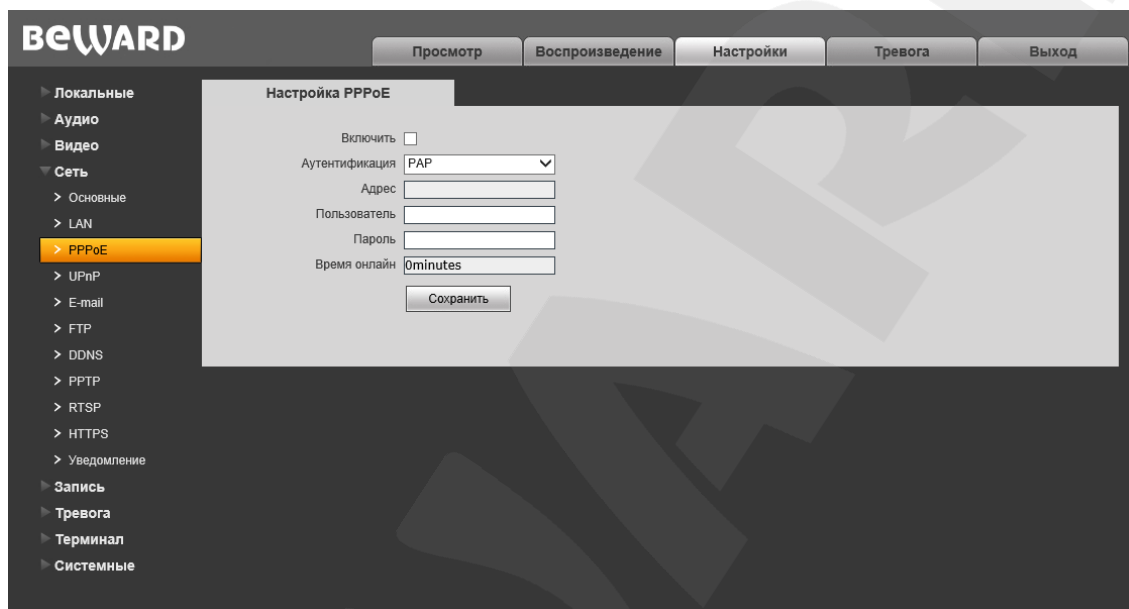 BEWARD
Просмотр
Воспроизведение
Настройки
Тревога
Выход
Локальные
Аудио
Видео
Сеть
> Основные
> LAN
> PPPoE
> UPnP
> E-mail
> FTP
> DDNS
> PPTP
> RTSP
> HTTPS
> Уведомление
Запись
Тревога
Терминал
Системные
Настройка PPPoE
Включить
Аутентификация PAP
Адрес
Пользователь
Пароль
Время онлайн 0minutes
Сохранить